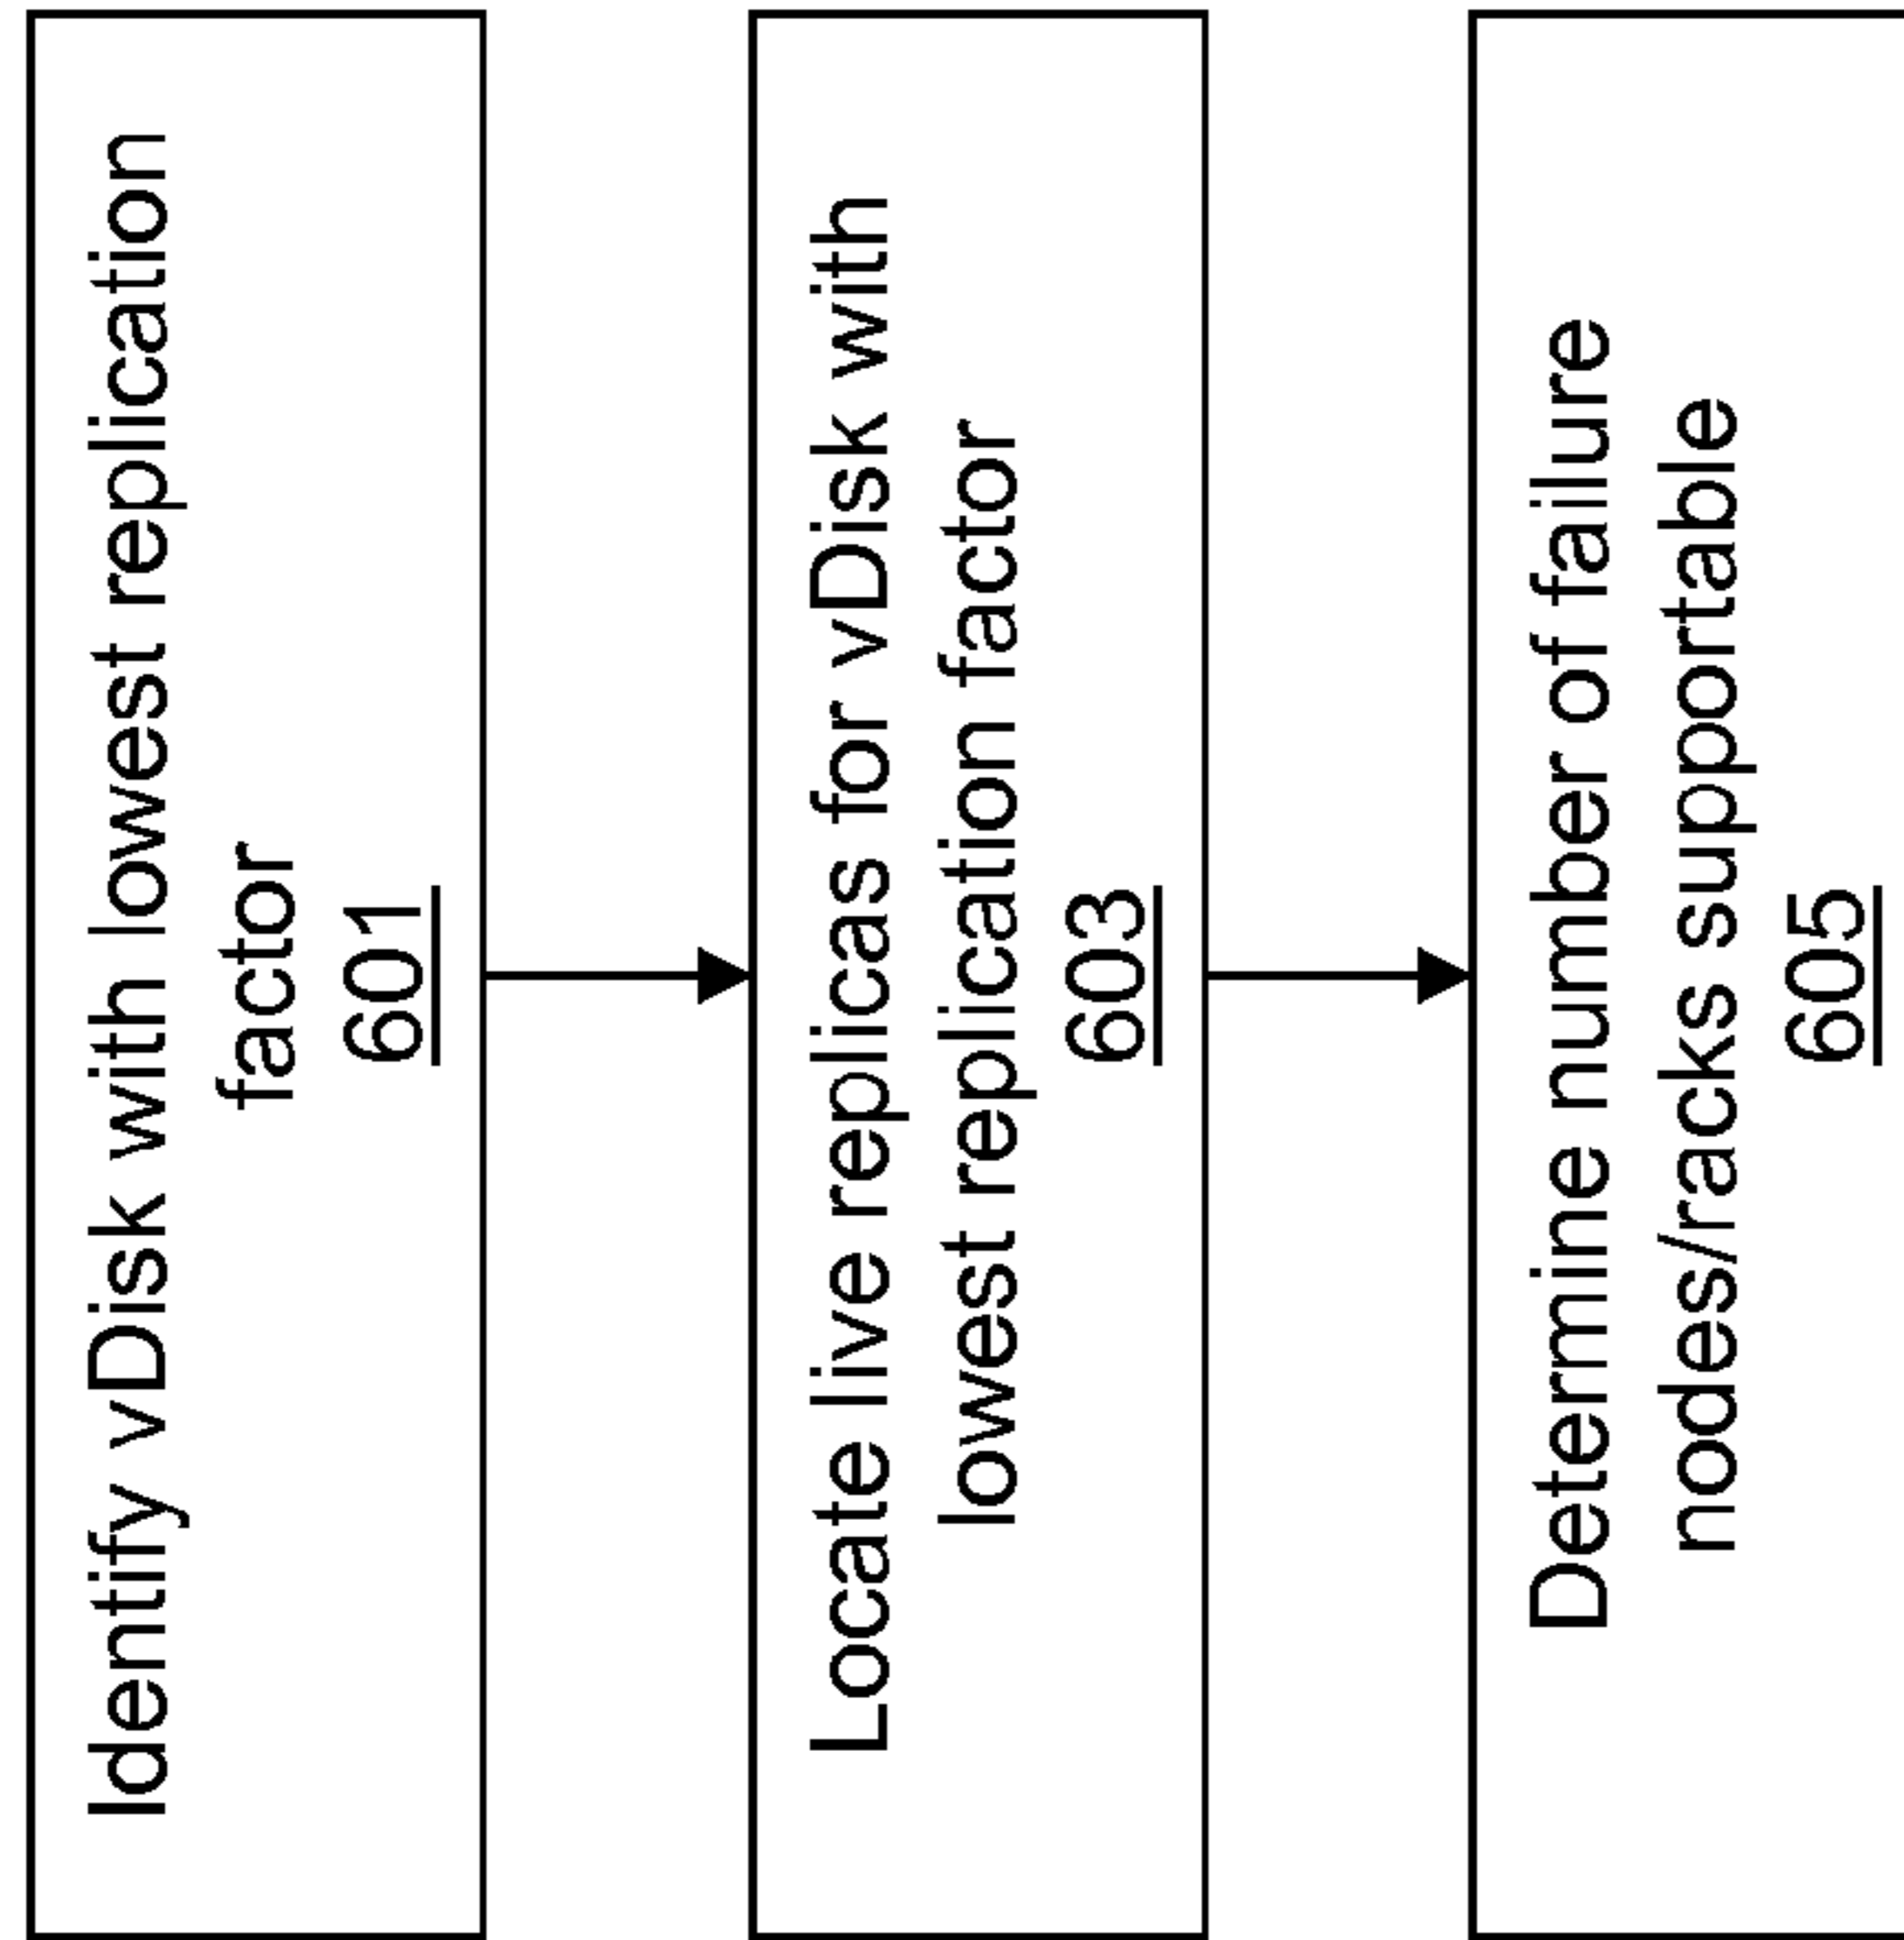 Identify vDisk with lowest replication
factor
601
Locate live replicas for vDisk with
lowest replication factor
603
Determine number of failure
nodes/racks supportable
605